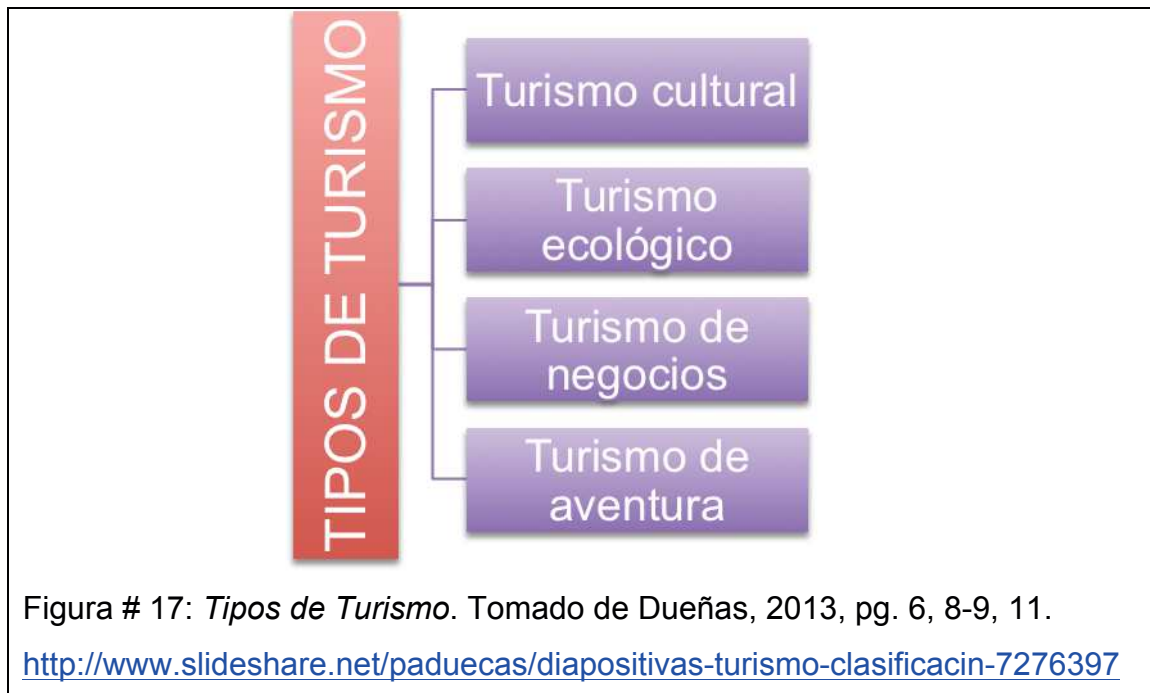 TIPOS DE TURISMO
Turismo cultural
Turismo
ecológico
Turismo de
negocios
Turismo de
aventura
Figura # 17: Tipos de Turismo. Tomado de Dueñas, 2013, pg. 6, 8-9, 11.
http://www.slideshare.net/paduecas/diapositivas-turismo-clasificacin-7276397